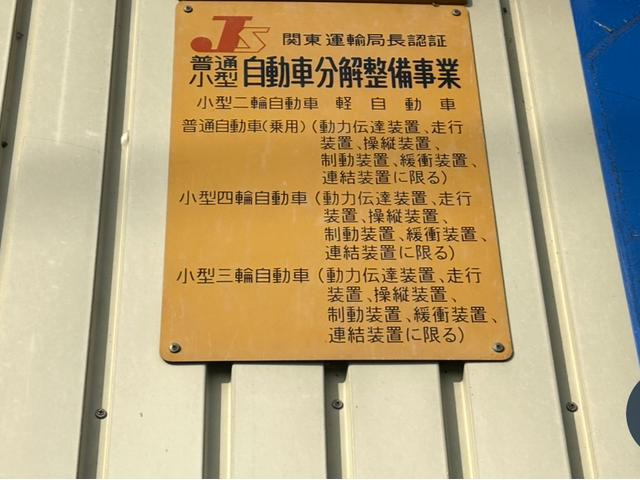 JS 関東運輸局長認証
普通
小型 自動車分解整備事業
小型二輪自動車 軽自動車
普通自動車(乗用)(動力伝達装置、走行
装置、操縦装置、
制動装置、緩衝装置、
連結装置に限る)
小型四輪自動車(動力伝達装置、走行
装置、操縦装置、
制動装置、緩衝装置、
連結装置に限る)
小型三輪自動車(動力伝達装置、走行
装置、操縦装置、
制動装置、緩衝装置、
連結装置に限る)